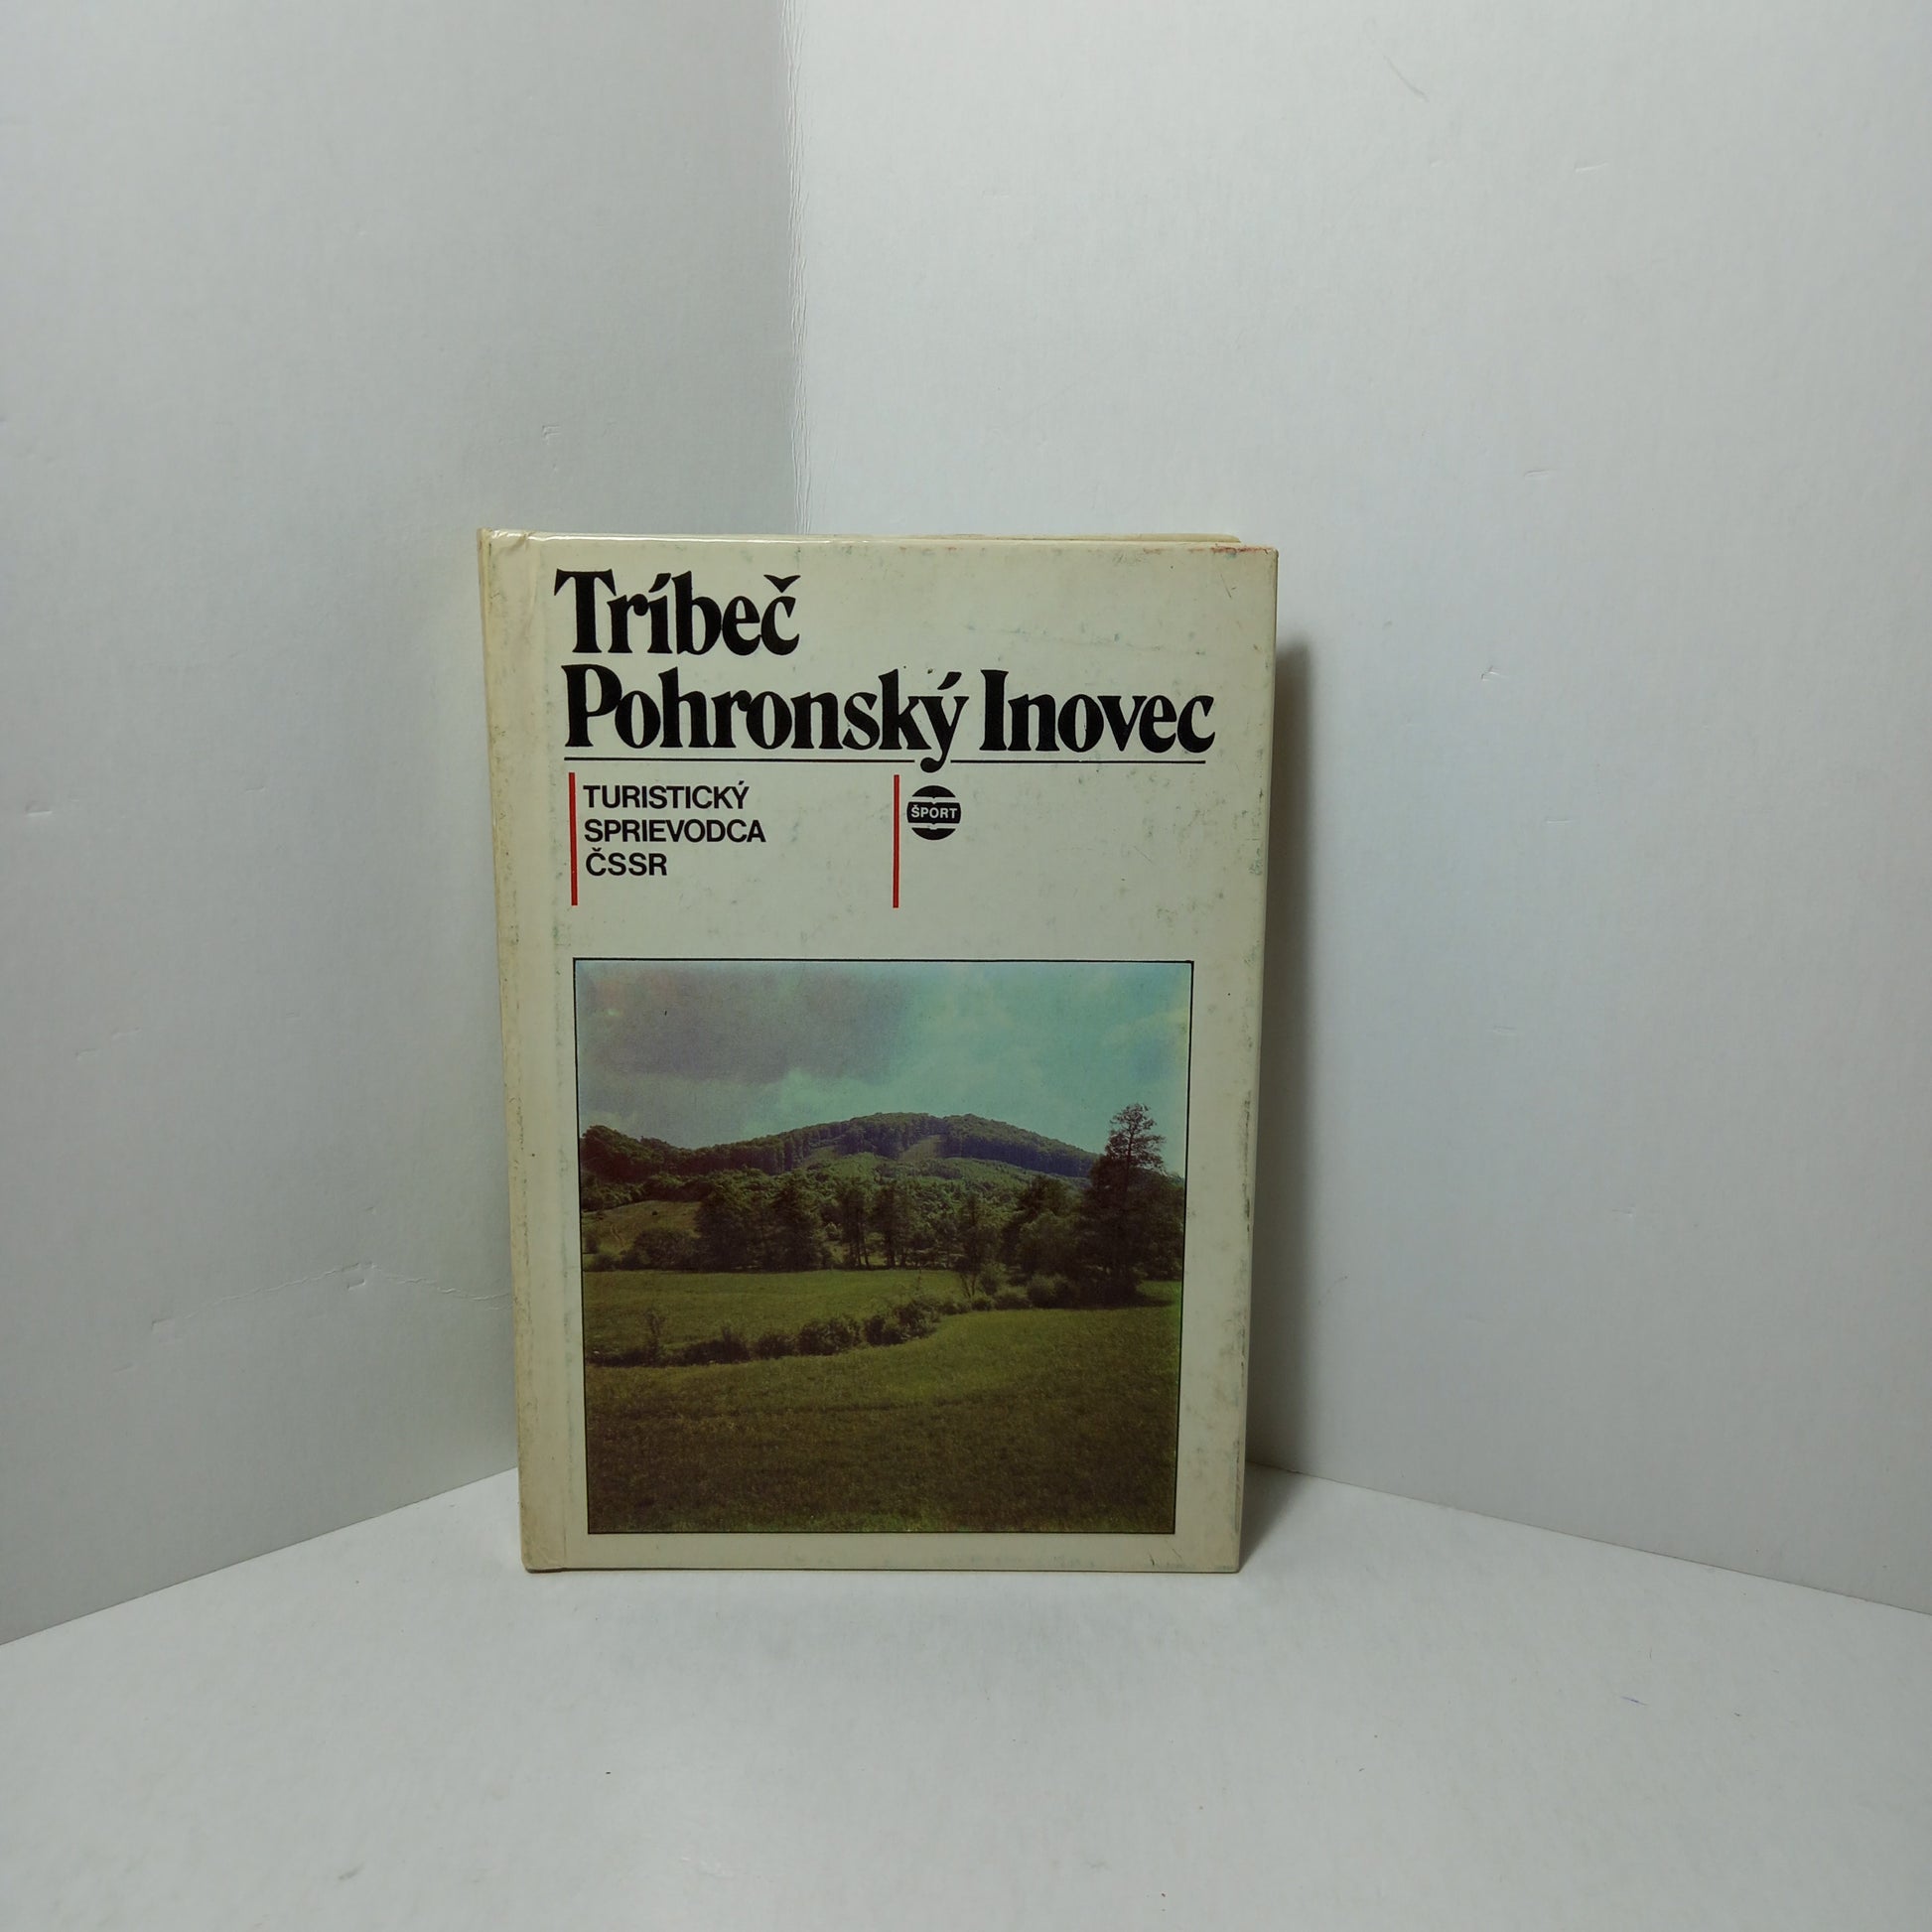 Tríbeč
Pohronský Inovec
TURISTICKÝ
SPRIEVODCA
ČSSR
ŠPORT